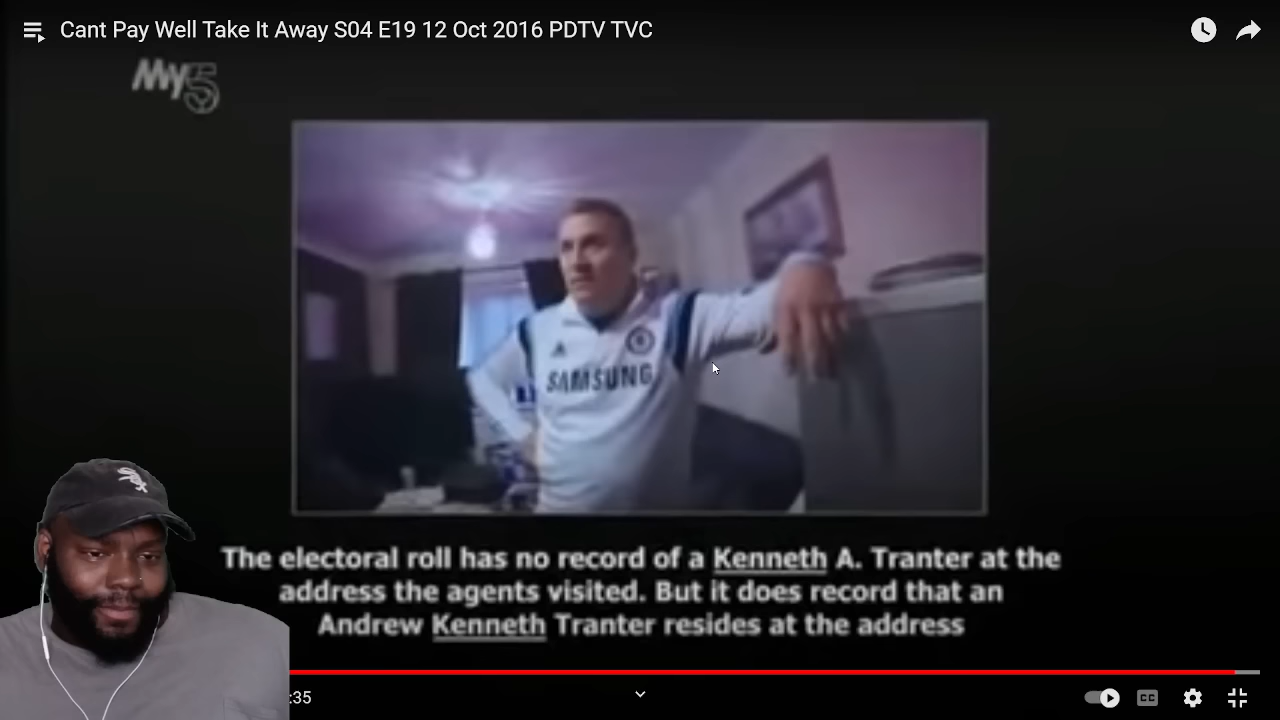 Cant Pay Well Take It Away S04 E19 12 Oct 2016 PDTV TVC
My5
SAMSUNG
The electoral roll has no record of a Kenneth A. Tranter at the
address the agents visited. But it does record that an
Andrew Kenneth Tranter resides at the address
:35
CC
Sox